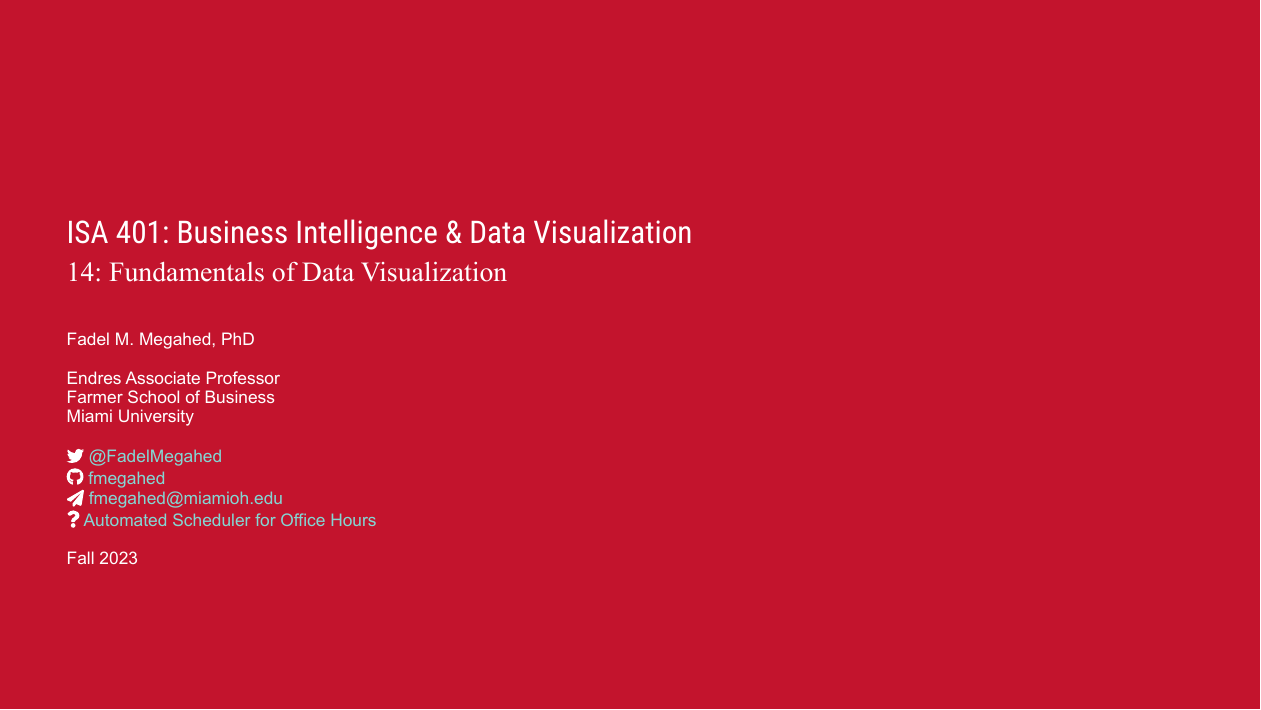 ISA 401: Business Intelligence & Data Visualization
14: Fundamentals of Data Visualization
Fadel M. Megahed, PhD
Endres Associate Professor
Farmer School of Business
Miami University
@FadelMegahed
fmegahed
fmegahed@miamioh.edu
Automated Scheduler for Office Hours
Fall 2023